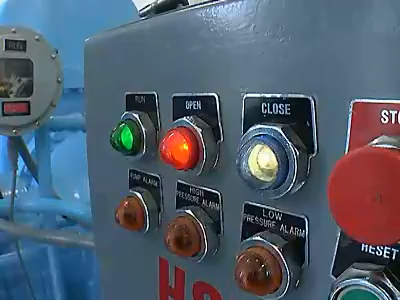 RUN
OPEN
CLOSE
STO
PUMP ALARM
HIGH
PRESSURE ALARM
LOW
PRESSURE ALARM
RESET